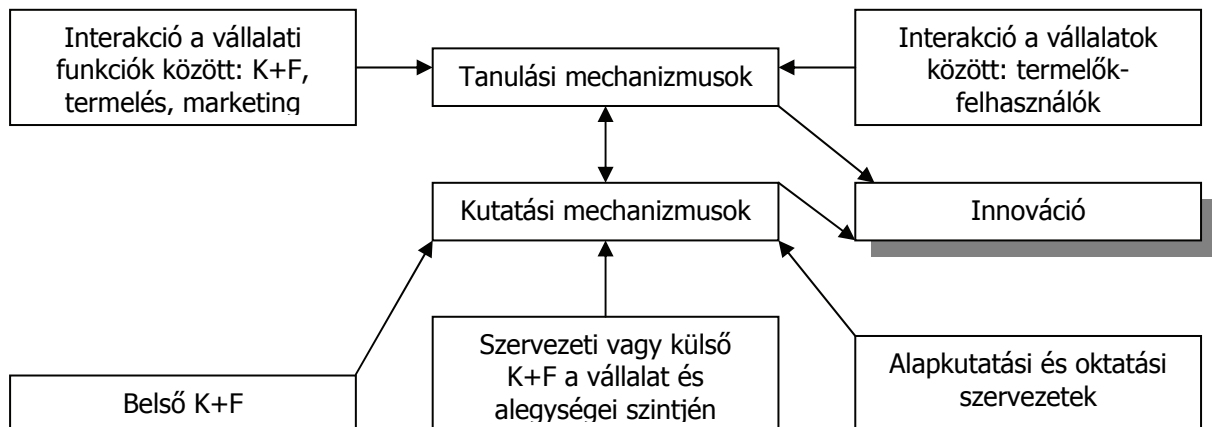 Interakció a vállalati
funkciók között: K+F,
termelés, marketing
Tanulási mechanizmusok
Interakció a vállalatok
között: termelők-
felhasználók
Kutatási mechanizmusok
Innováció
Belső K+F
Szervezeti vagy külső
K+F a vállalat és
alegységei szintjén
Alapkutatási és oktatási
szervezetek